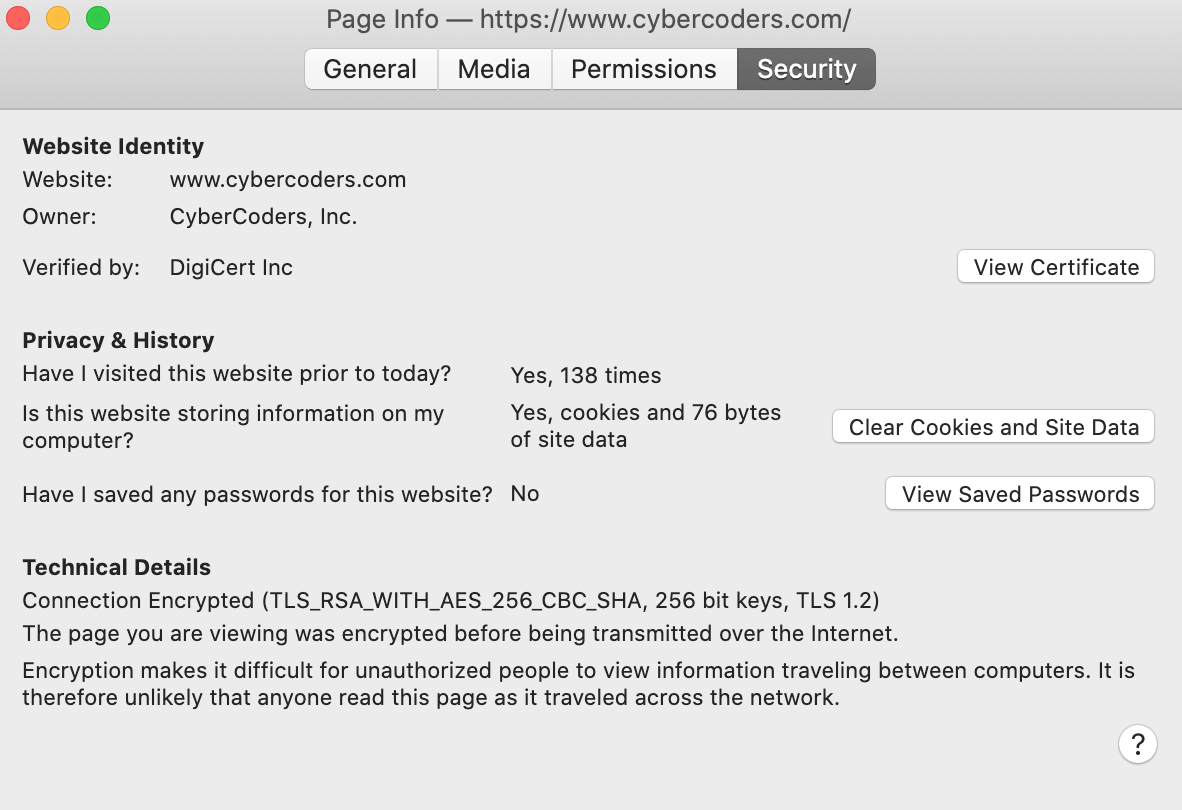 Page Info — https://www.cybercoders.com/
General Media Permissions Security
Website Identity
Website: www.cybercoders.com
Owner: CyberCoders, Inc.
Verified by: DigiCert Inc View Certificate
Privacy & History
Have I visited this website prior to today? Yes, 138 times
Is this website storing information on my
computer?
Yes, cookies and 76 bytes
of site data
Clear Cookies and Site Data
Have I saved any passwords for this website? No View Saved Passwords
Technical Details
Connection Encrypted (TLS_RSA_WITH_AES_256_CBC_SHA, 256 bit keys, TLS 1.2)
The page you are viewing was encrypted before being transmitted over the Internet.
Encryption makes it difficult for unauthorized people to view information traveling between computers. It is
therefore unlikely that anyone read this page as it traveled across the network.
?